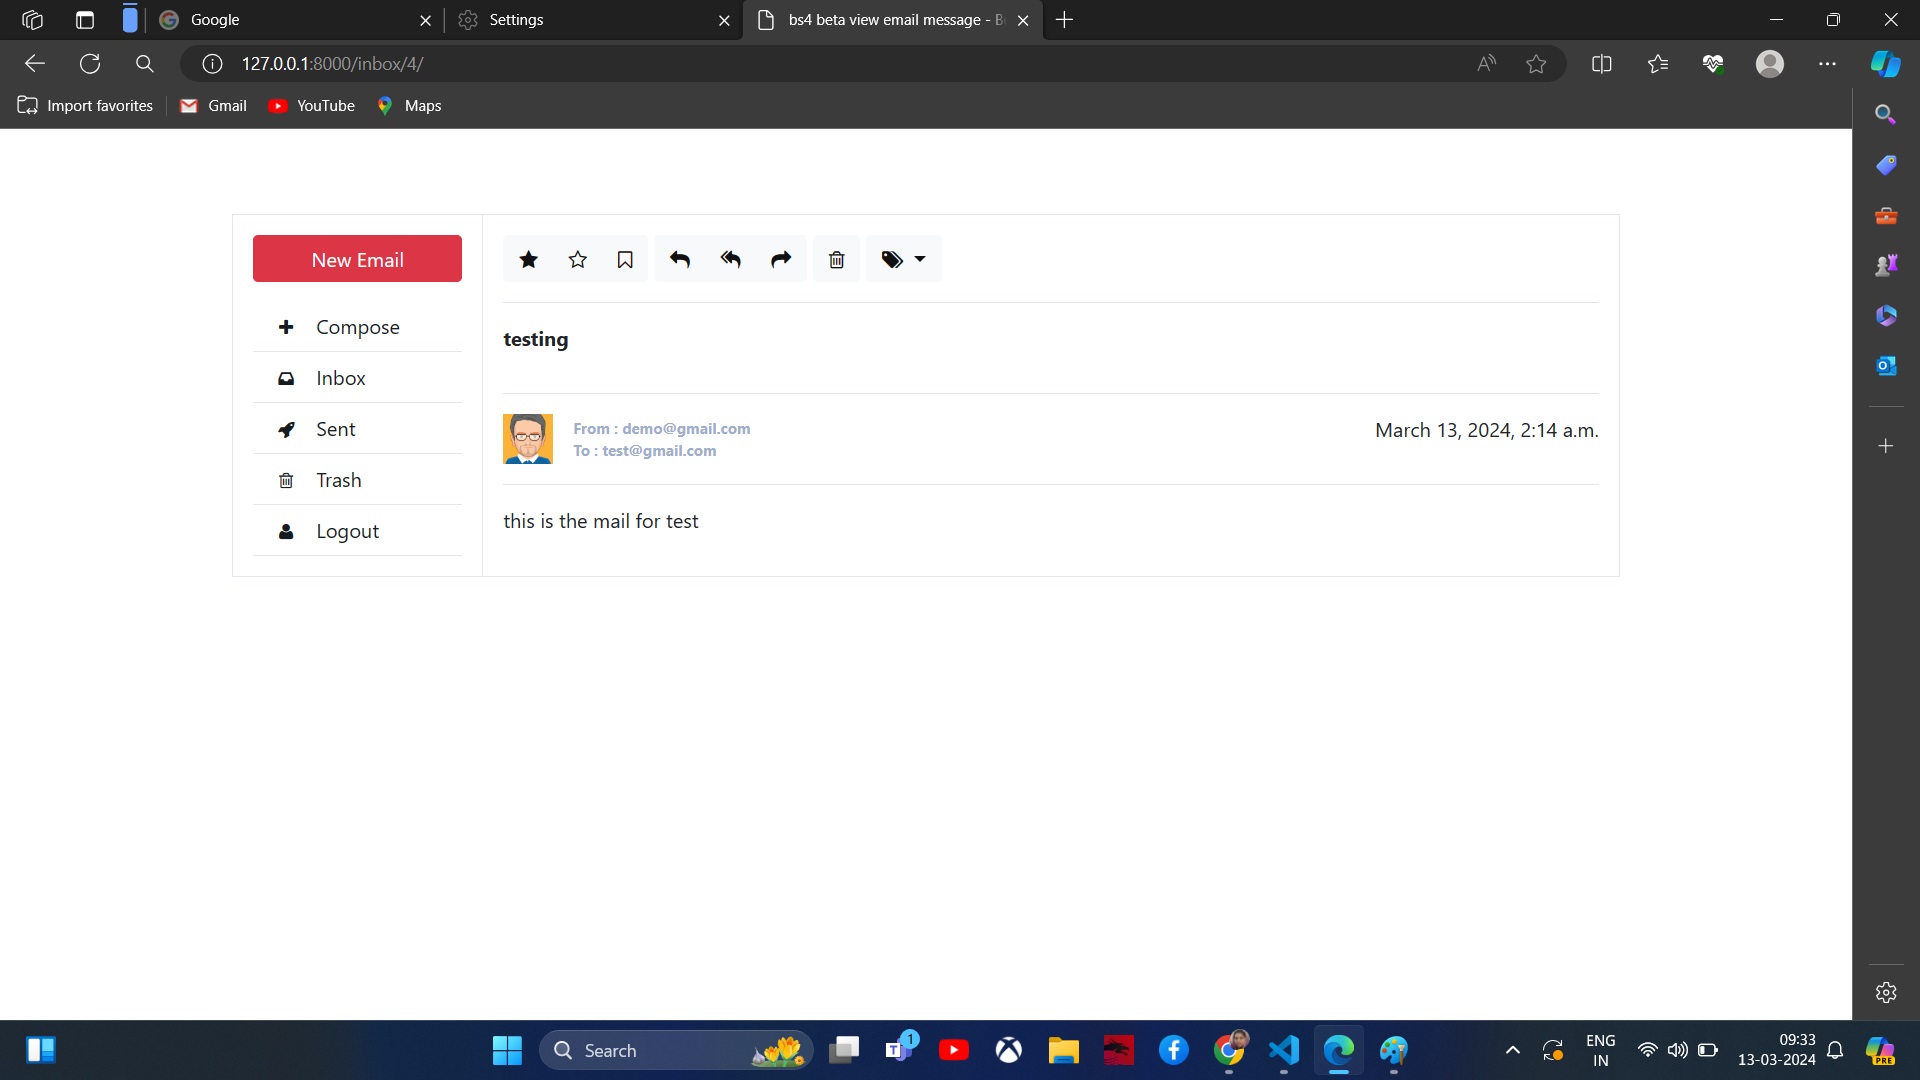 Google
Settings
bs4 beta view email message - B
127.0.0.1:8000/inbox/4/
Import favorites
Gmail
YouTube
Maps
New Email
Compose
Inbox
Sent
Trash
Logout
testing
From : demo@gmail.com
To : test@gmail.com
March 13, 2024, 2:14 a.m.
this is the mail for test
Search
1
ENG
IN
09:33
13-03-2024
PRE